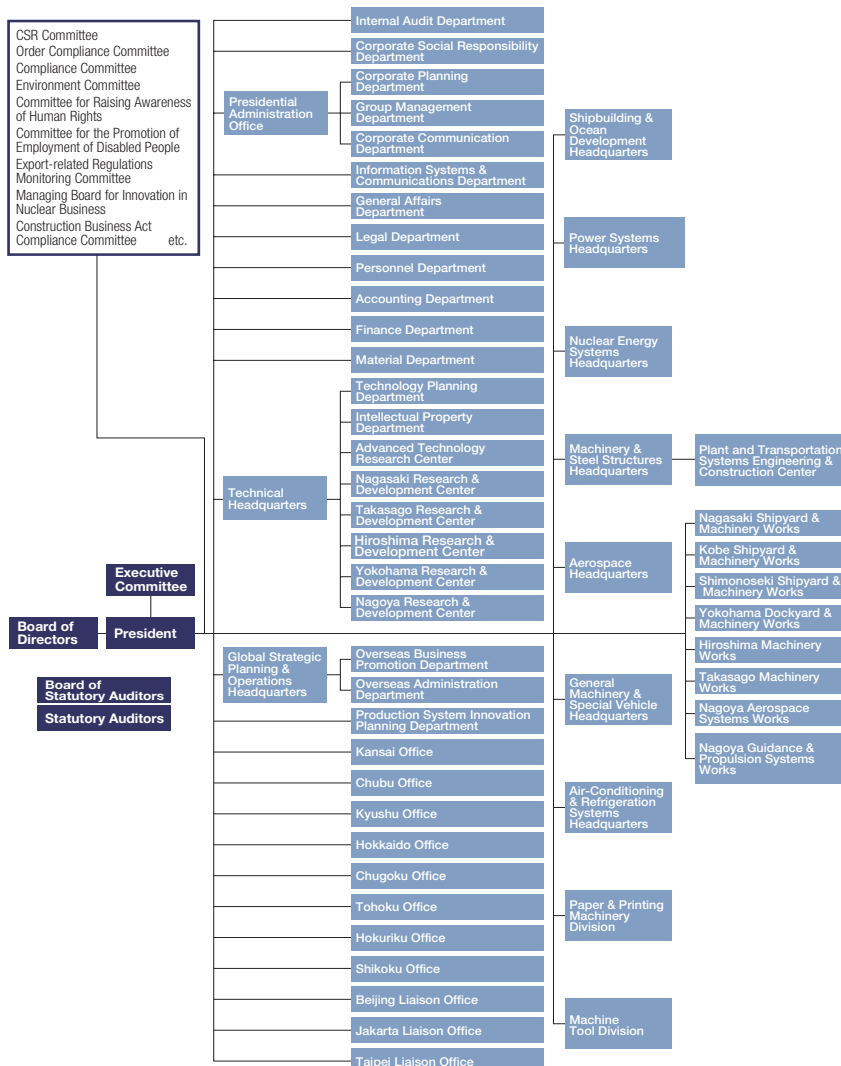 CSR Committee
Order Compliance Committee
Compliance Committee
Environment Committee
Committee for Raising Awareness
of Human Rights
Committee for the Promotion of
Employment of Disabled People
Export-related Regulations
Monitoring Committee
Managing Board for Innovation in
Nuclear Business
Construction Business Act
Compliance Committee etc.
Executive
Committee
Board of
Directors
President
Board of
Statutory Auditors
Statutory Auditors
Internal Audit Department
Corporate Social Responsibility
Department
Presidential
Administration
Office
Corporate Planning
Department
Group Management
Department
Corporate Communication
Department
Information Systems &
Communications Department
General Affairs
Department
Legal Department
Personnel Department
Accounting Department
Finance Department
Material Department
Technical
Headquarters
Technology Planning
Department
Intellectual Property
Department
Advanced Technology
Research Center
Nagasaki Research &
Development Center
Takasago Research &
Development Center
Hiroshima Research &
Development Center
Yokohama Research &
Development Center
Nagoya Research &
Development Center
Global Strategic
Planning &
Operations
Headquarters
Overseas Business
Promotion Department
Overseas Administration
Department
Production System Innovation
Planning Department
Kansai Office
Chubu Office
Kyushu Office
Hokkaido Office
Chugoku Office
Tohoku Office
Hokuriku Office
Shikoku Office
Beijing Liaison Office
Jakarta Liaison Office
Taipei Liaison Office
Shipbuilding &
Ocean
Development
Headquarters
Power Systems
Headquarters
Nuclear Energy
Systems
Headquarters
Machinery &
Steel Structures
Headquarters
Plant and Transportation
Systems Engineering &
Construction Center
Aerospace
Headquarters
General
Machinery &
Special Vehicle
Headquarters
Air-Conditioning
& Refrigeration
Systems
Headquarters
Paper & Printing
Machinery
Division
Machine
Tool Division
Nagasaki Shipyard &
Machinery Works
Kobe Shipyard &
Machinery Works
Shimonoseki Shipyard &
Machinery Works
Yokohama Dockyard &
Machinery Works
Hiroshima Machinery
Works
Takasago Machinery
Works
Nagoya Aerospace
Systems Works
Nagoya Guidance &
Propulsion Systems
Works